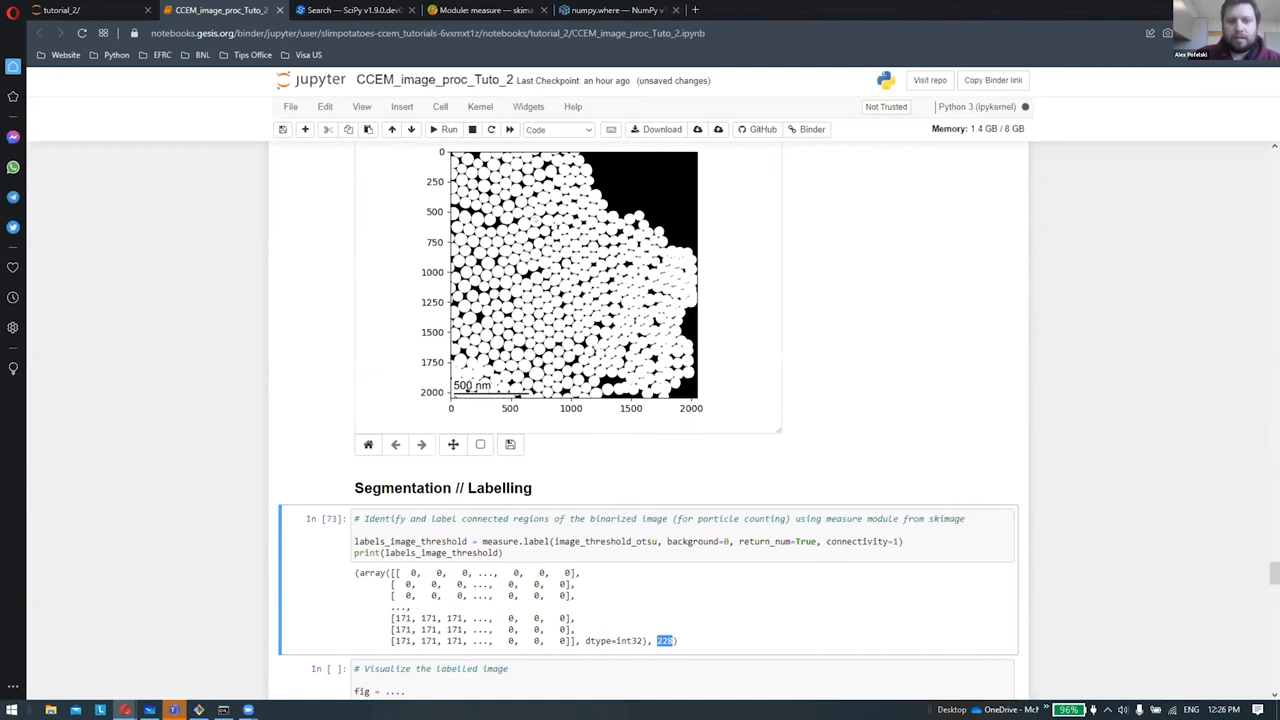 tutorial_2/
CCEM_image_proc_Tuto_2
Search — SciPy v1.9.0.dev0
Module: measure — skima
numpy.where — NumPy v
notebooks.gesis.org/binder/jupyter/user/slimpotatoes-ccem_tutorials-6vxmxt1z/notebooks/tutorial_2/CCEM_image_proc_Tuto_2.ipynb
Alex Pofelski
Website
Python
EFRC
BNL
Tips Office
Visa US
jupyter
CCEM_image_proc_Tuto_2
Last Checkpoint: an hour ago (unsaved changes)
Visit repo
Copy Binder link
File
Edit
View
Insert
Cell
Kernel
Widgets
Help
Not Trusted
Python 3 (ipykernel)
Run
Code
Download
GitHub
Binder
Memory: 1.4 GB / 8 GB
0
250
500
750
1000
1250
1500
1750
2000
500 nm
0 500 1000 1500 2000
Segmentation // Labelling
In [73]:
# Identify and label connected regions of the binarized image (for particle counting) using measure module from skimage
labels_image_threshold = measure.label(image_threshold_otsu, background=0, return_num=True, connectivity=1)
print(labels_image_threshold)
(array([[ 0, 0, 0, ..., 0, 0, 0],
[ 0, 0, 0, ..., 0, 0, 0],
[ 0, 0, 0, ..., 0, 0, 0],
...,
[171, 171, 171, ..., 0, 0, 0],
[171, 171, 171, ..., 0, 0, 0],
[171, 171, 171, ..., 0, 0, 0]], dtype=int32), 228)
In [ ]:
# Visualize the labelled image
fig = ....
96%
Desktop
OneDrive - McM
ENG
12:26 PM